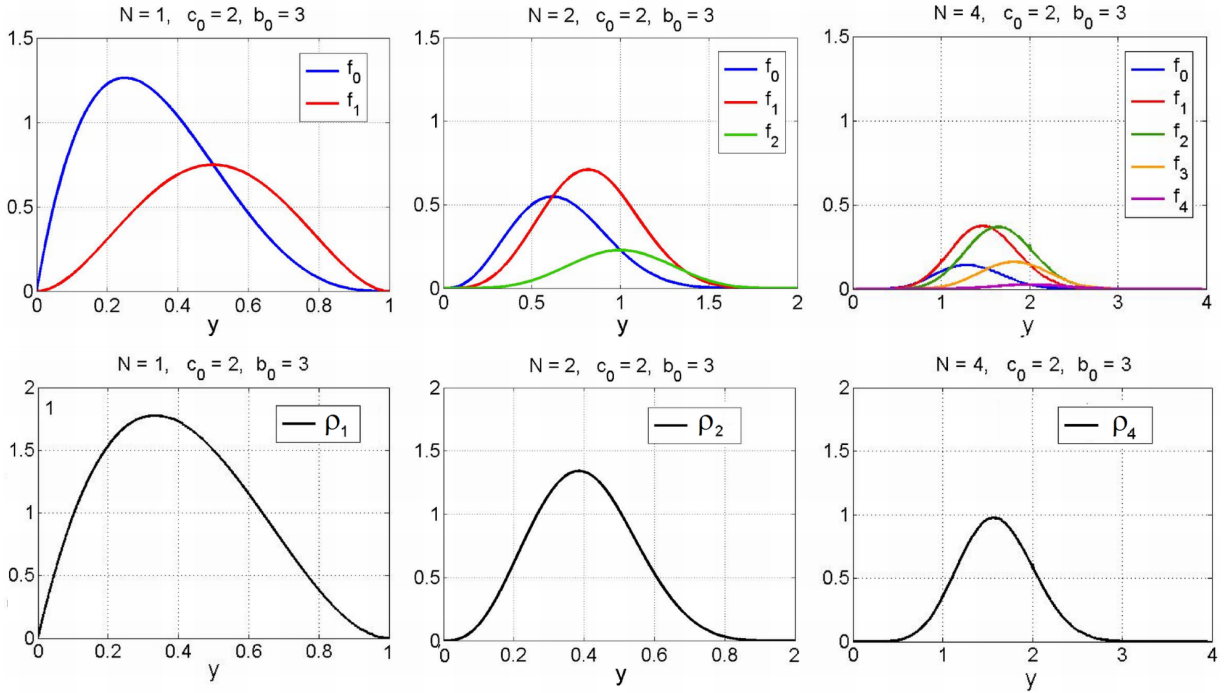 N = 1, c0 = 2, b0 = 3
1.5
1
0.5
0
f0
f1
0 0.2 0.4 0.6 0.8 1
y
N = 2, c0 = 2, b0 = 3
1.5
1
0.5
0
f0
f1
f2
0 0.5 1 1.5 2
y
N = 4, c0 = 2, b0 = 3
1.5
1
0.5
0
f0
f1
f2
f3
f4
0 1 2 3 4
y
N = 1, c0 = 2, b0 = 3
2
1.5
1
0.5
0
1
ρ1
0 0.2 0.4 0.6 0.8 1
y
N = 2, c0 = 2, b0 = 3
2
1.5
1
0.5
0
ρ2
0 0.2 0.4 0.6 0.8 2
y
N = 4, c0 = 2, b0 = 3
2
1.5
1
0.5
0
ρ4
0 1 2 3 4
y